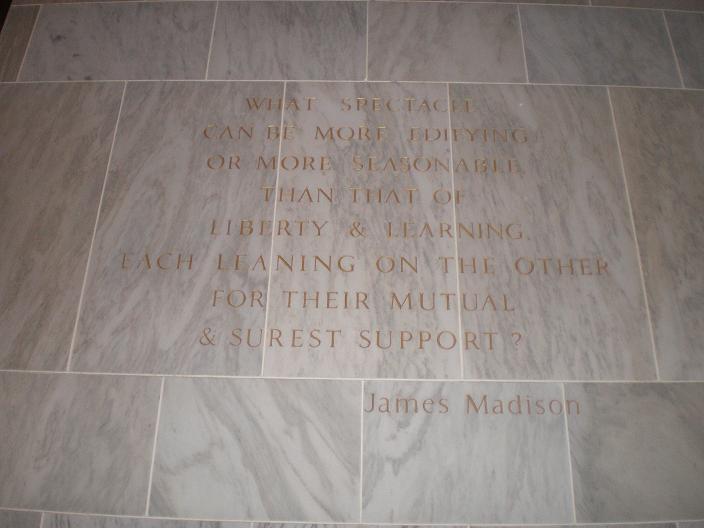 WHAT SPECTACLE
CAN BE MORE EDIFYING
OR MORE SEASONABLE,
THAN THAT OF
LIBERTY & LEARNING,
EACH LEANING ON THE OTHER
FOR THEIR MUTUAL
& SUREST SUPPORT?
James Madison